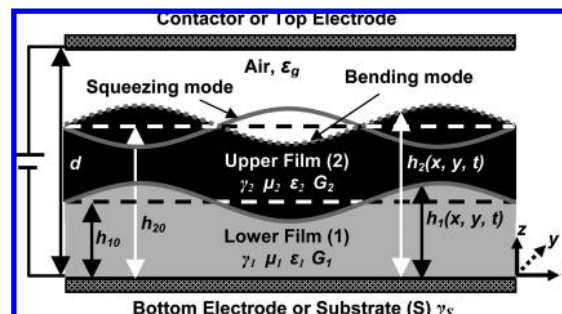 Contactor or Top Electrode
Air, εg
Squeezing mode
Bending mode
d
Upper Film (2)
γ2 μ2 ε2 G2
h2(x, y, t)
h10
h20
Lower Film (1)
γ1 μ1 ε1 G1
h1(x, y, t)
z
y
Bottom Electrode or Substrate (S) γS